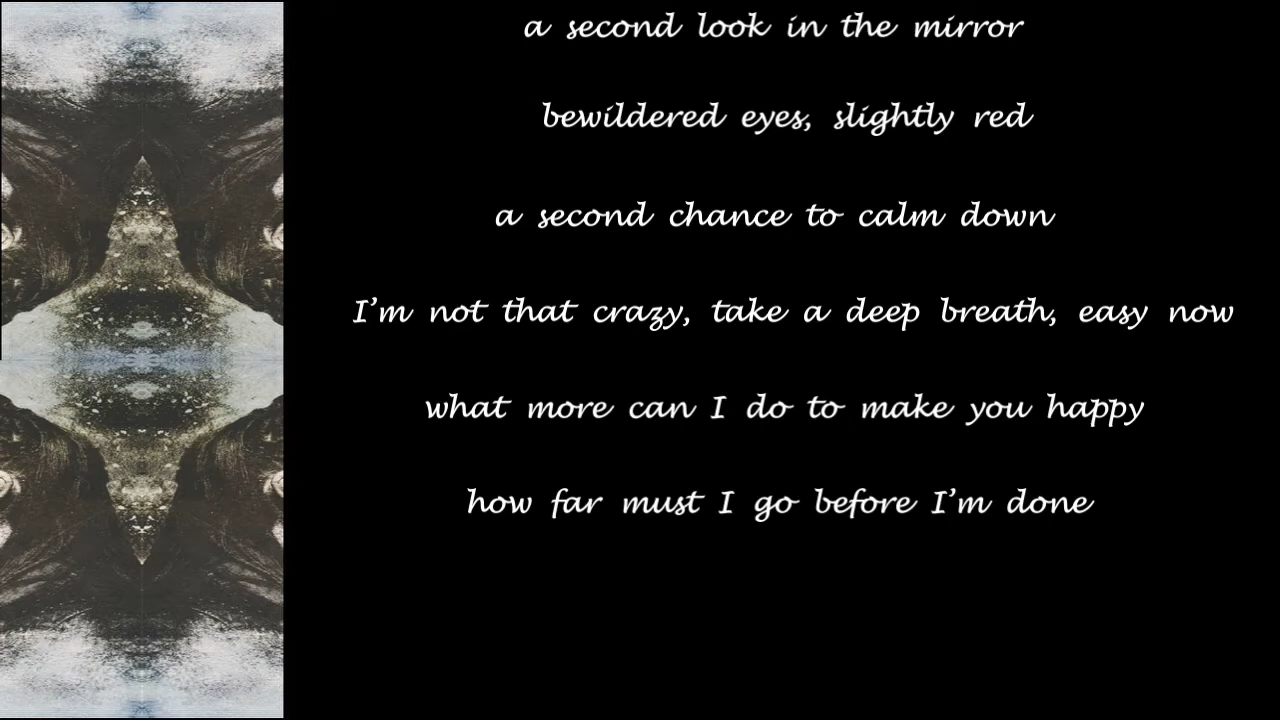 a second look in the mirror
bewildered eyes, slightly red
a second chance to calm down
I'm not that crazy, take a deep breath, easy now
what more can I do to make you happy
how far must I go before I'm done